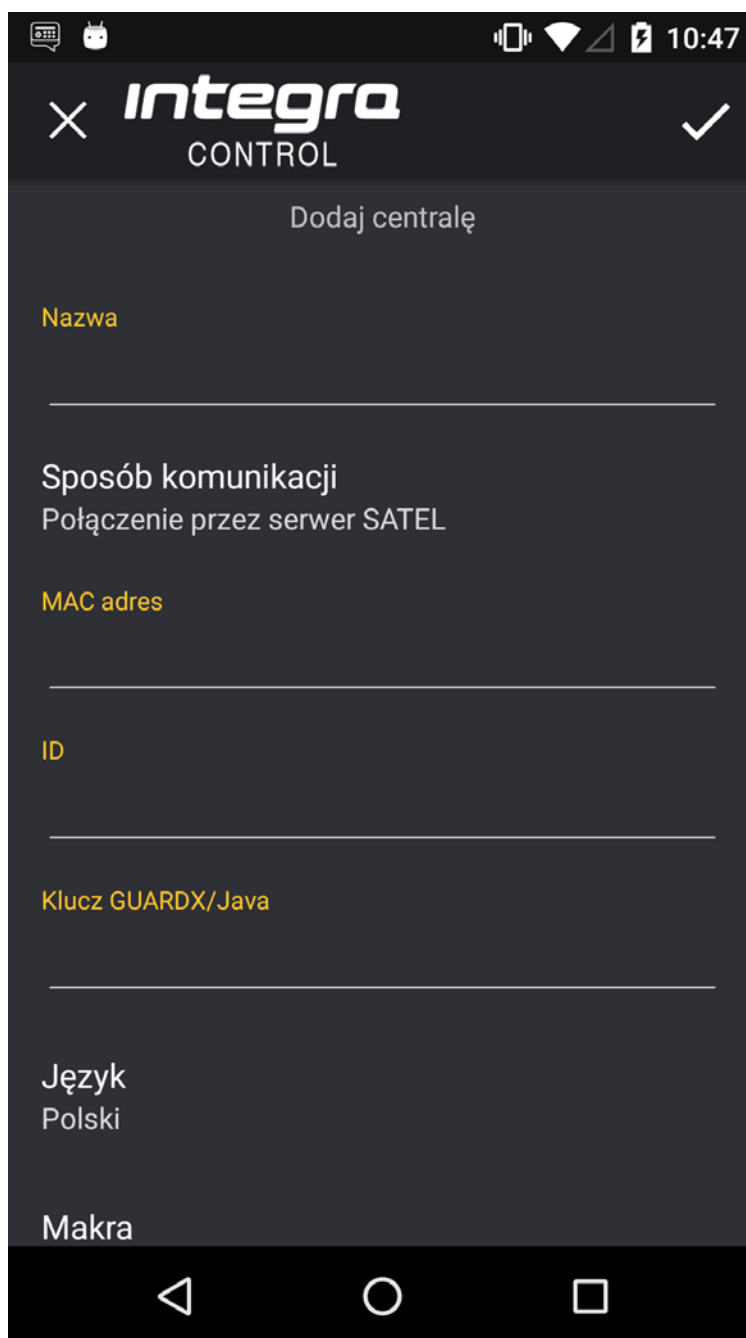 10:47
Integra
CONTROL
Dodaj centralę
Nazwa
Sposób komunikacji
Połączenie przez serwer SATEL
MAC adres
ID
Klucz GUARDX/Java
Język
Polski
Makra